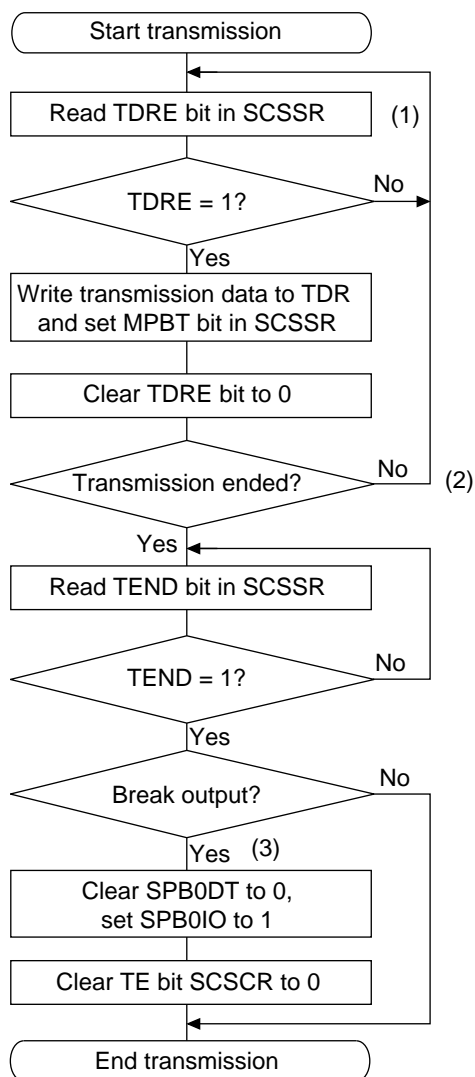 Start transmission
Read TDRE bit in SCSSR
(1)
TDRE = 1?
No
Yes
Write transmission data to TDR
and set MPBT bit in SCSSR
Clear TDRE bit to 0
Transmission ended?
No
(2)
Yes
Read TEND bit in SCSSR
TEND = 1?
No
Yes
Break output?
No
Yes
(3)
Clear SPB0DT to 0,
set SPB0IO to 1
Clear TE bit SCSCR to 0
End transmission